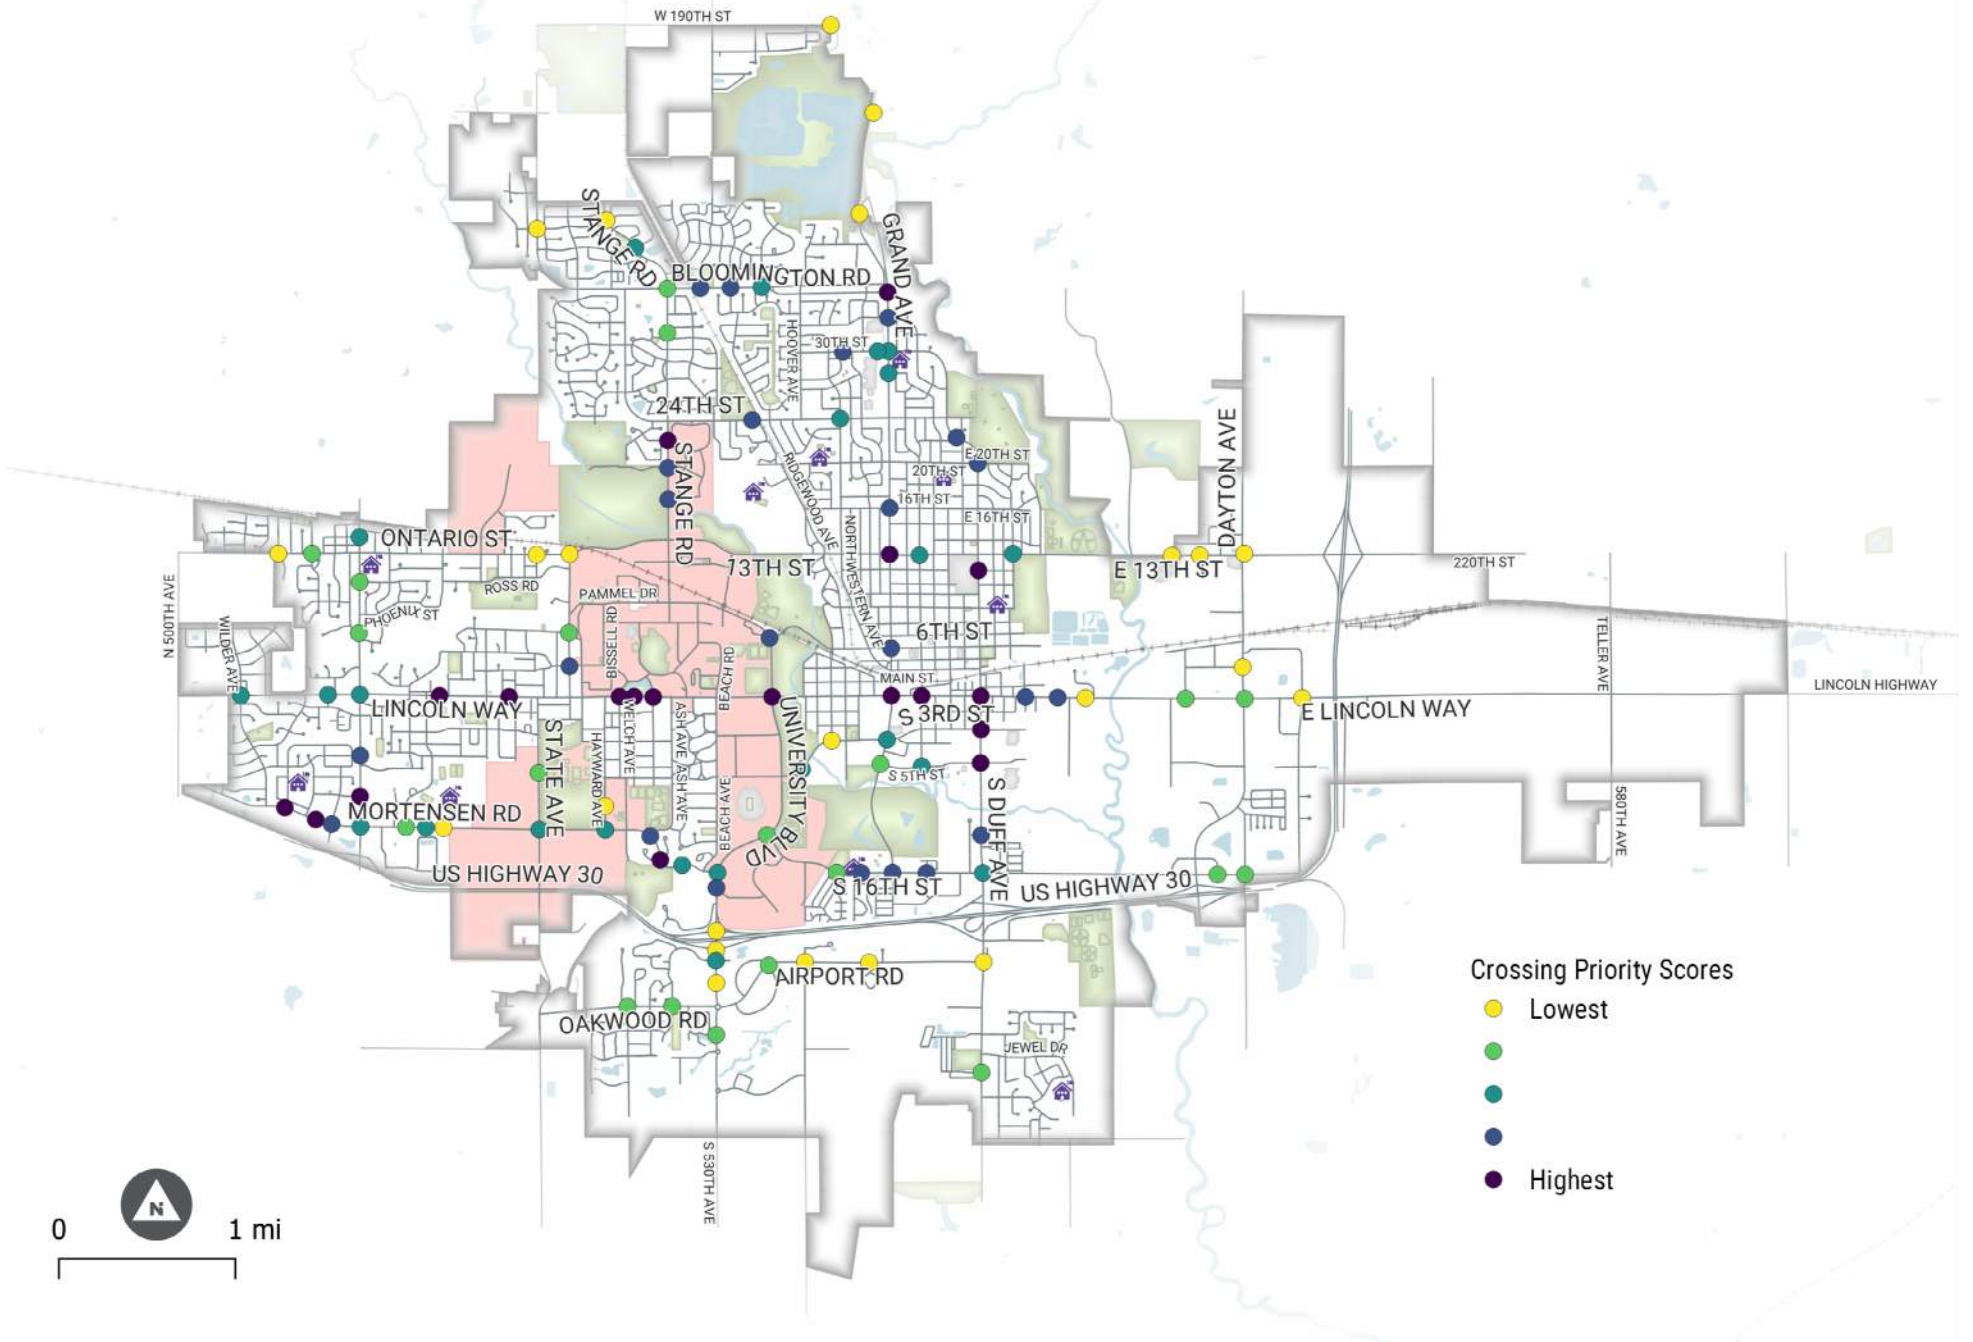 W 190TH ST
STANGE RD
GRAND AVE
BLOOMINGTON RD
HOOVER AVE
30TH ST
24TH ST
DAYTON AVE
STANGE RD
RIDGEWOOD AVE
E 20TH ST
20TH ST
16TH ST
E 16TH ST
NORTHWESTERN AVE
ONTARIO ST
13TH ST
E 13TH ST
220TH ST
N 500TH AVE
ROSS RD
PAMMEL DR
PHOENIX ST
BISSELL RD
WILDER AVE
6TH ST
TELLER AVE
BEACH RD
MAIN ST
LINCOLN HIGHWAY
LINCOLN WAY
WELCH AVE
ASH AVE
S 3RD ST
E LINCOLN WAY
STATE AVE
HAYWARD AVE
UNIVERSITY BLVD
ASH AVE
BEACH AVE
S 5TH ST
S DUFF AVE
580TH AVE
MORTENSEN RD
US HIGHWAY 30
S 16TH ST
US HIGHWAY 30
AIRPORT RD
OAKWOOD RD
JEWEL DR
S 530TH AVE
Crossing Priority Scores
Lowest
Highest
N
0 1 mi